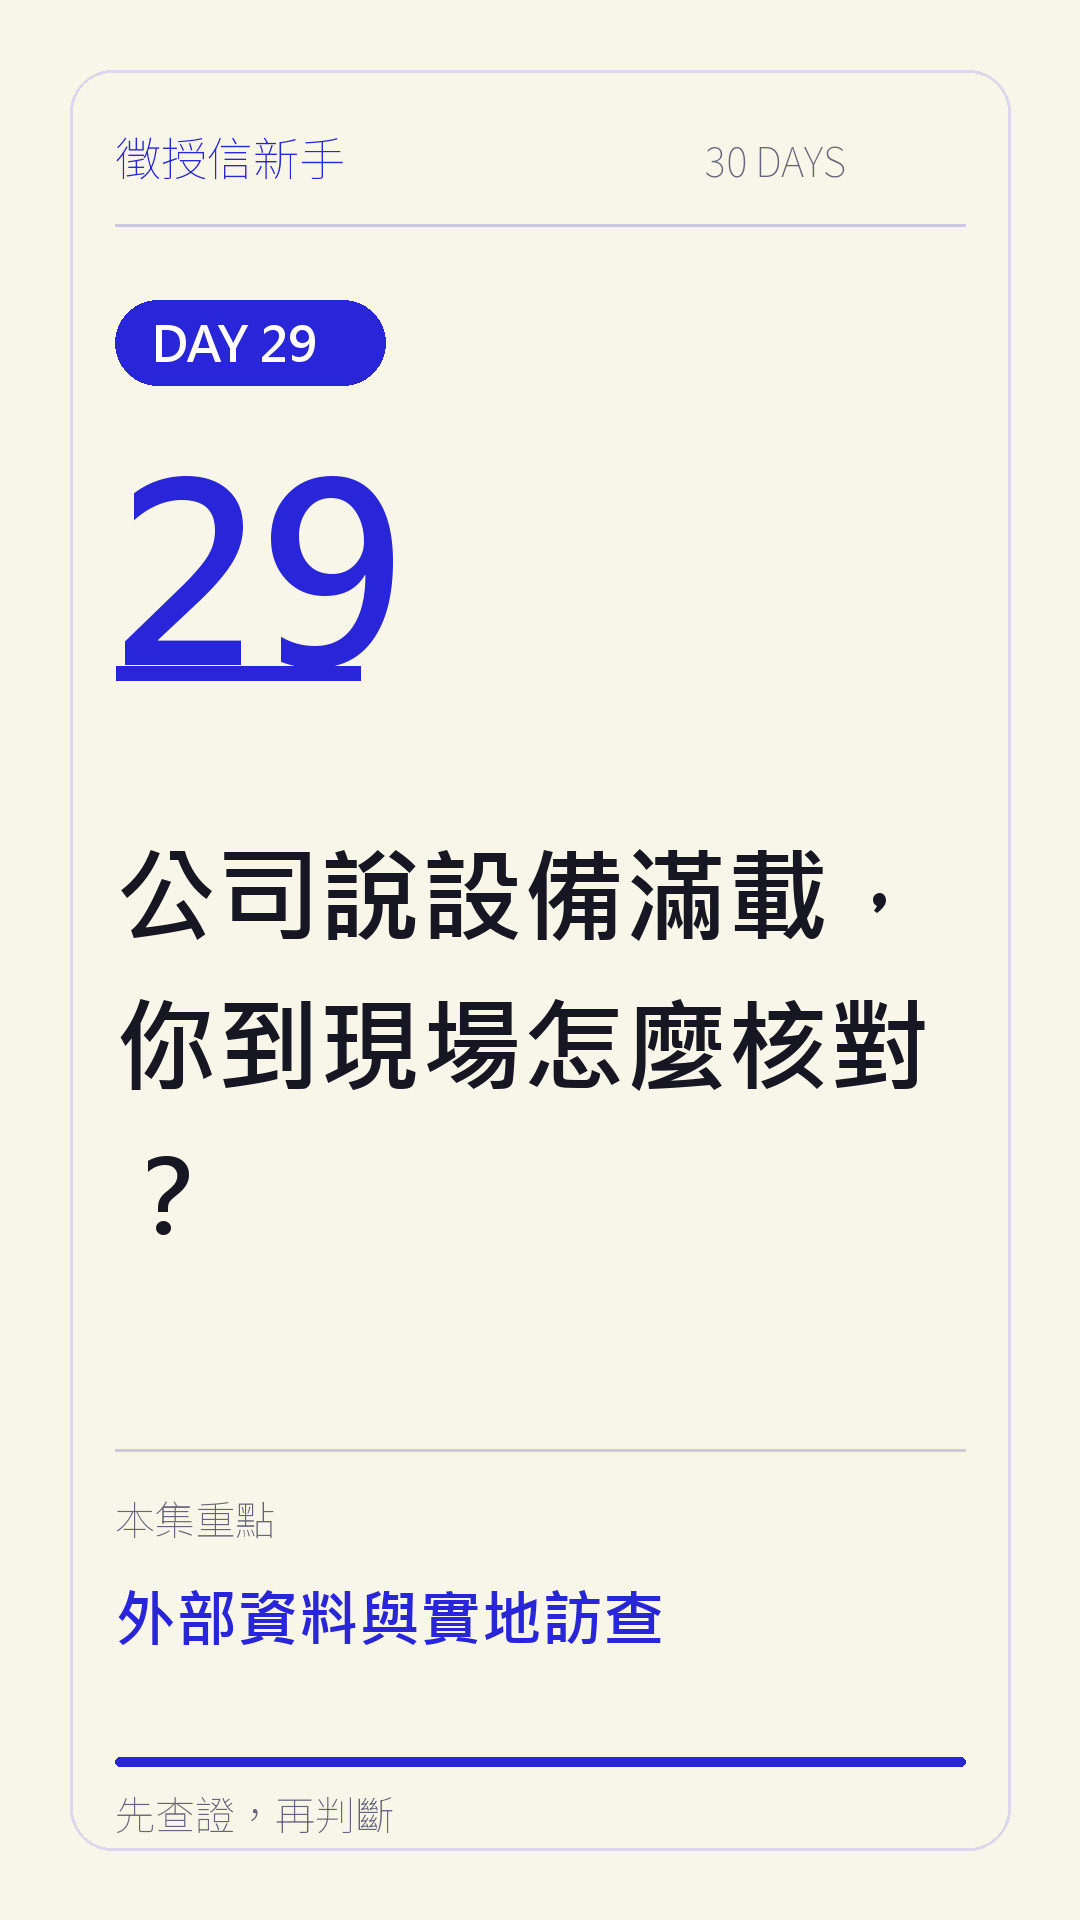 徵授信新手
30 DAYS
DAY 29
29
公司說設備滿載，
你到現場怎麼核對
？
本集重點
外部資料與實地訪查
先查證，再判斷